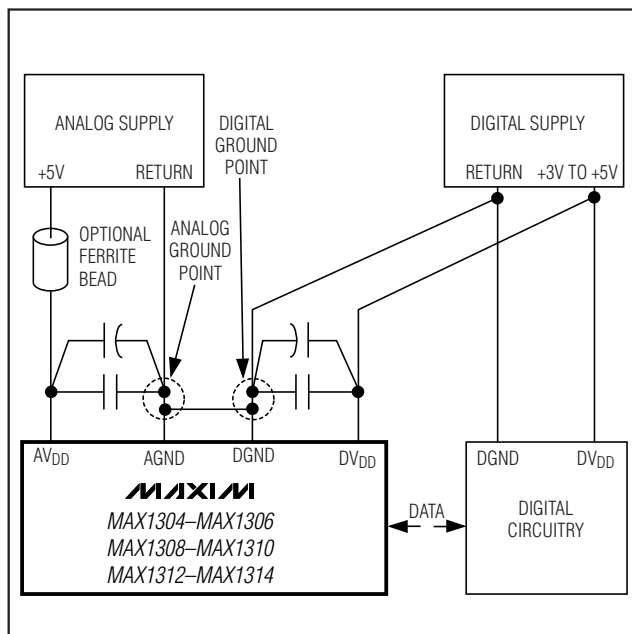 ANALOG SUPPLY
+5V RETURN
DIGITAL
GROUND
POINT
DIGITAL SUPPLY
RETURN +3V TO +5V
OPTIONAL
FERRITE
BEAD
ANALOG
GROUND
POINT
AVDD AGND DGND DVDD
MAXIM
MAX1304–MAX1306
MAX1308–MAX1310
MAX1312–MAX1314
DATA
DGND DVDD
DIGITAL
CIRCUITRY